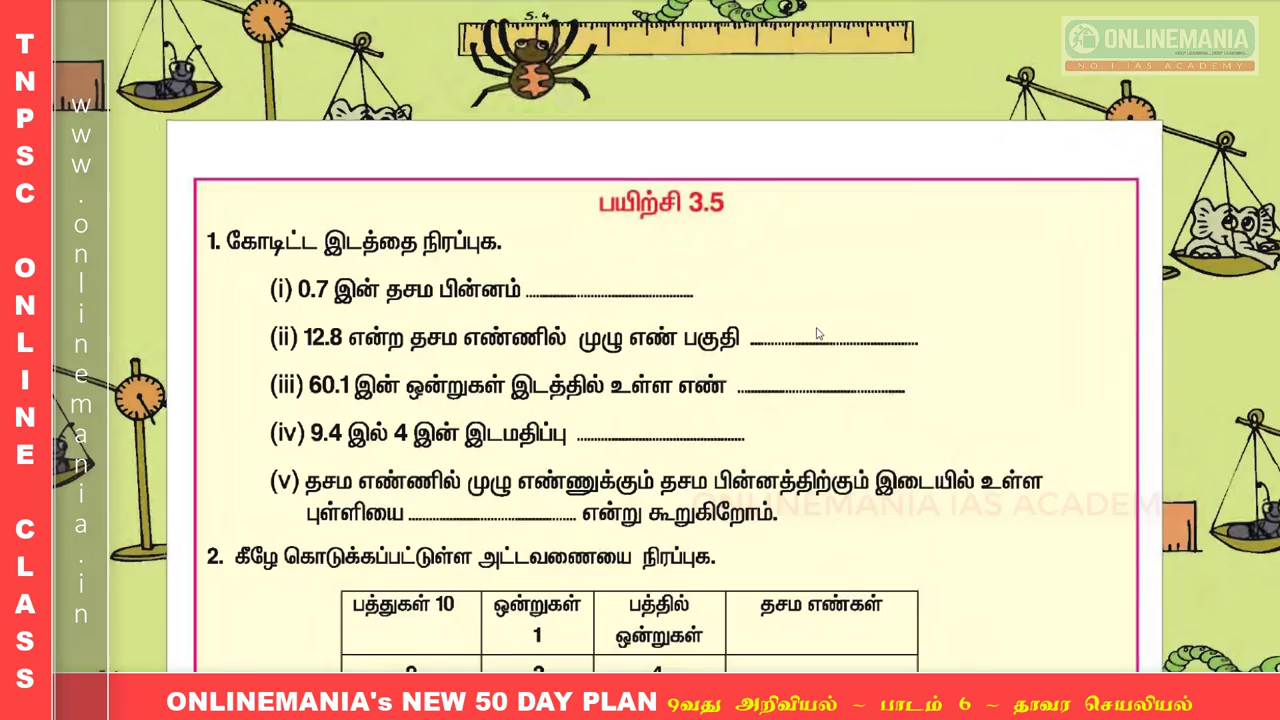 TNPSC ONLINE CLASS
www.onlinemania.in
5.4
ONLINEMANIA
NO.1 IAS ACADEMY
பயிற்சி 3.5
1. கோடிட்ட இடத்தை நிரப்புக.
(i) 0.7 இன் தசம பின்னம் ........................................
(ii) 12.8 என்ற தசம எண்ணில் முழு எண் பகுதி ........................................
(iii) 60.1 இன் ஒன்றுகள் இடத்தில் உள்ள எண் ........................................
(iv) 9.4 இல் 4 இன் இடமதிப்பு ........................................
(v) தசம எண்ணில் முழு எண்ணுக்கும் தசம பின்னத்திற்கும் இடையில் உள்ள
புள்ளியை ........................................ என்று கூறுகிறோம்.
ONLINEMANIA IAS ACADEMY
2. கீழே கொடுக்கப்பட்டுள்ள அட்டவணையை நிரப்புக.
பத்துகள் 10 ஒன்றுகள் பத்தில் தசம எண்கள்
1 ஒன்றுகள்
ONLINEMANIA's NEW 50 DAY PLAN 9வது அறிவியல் ~ பாடம் 6 ~ தாவர செயலியல்